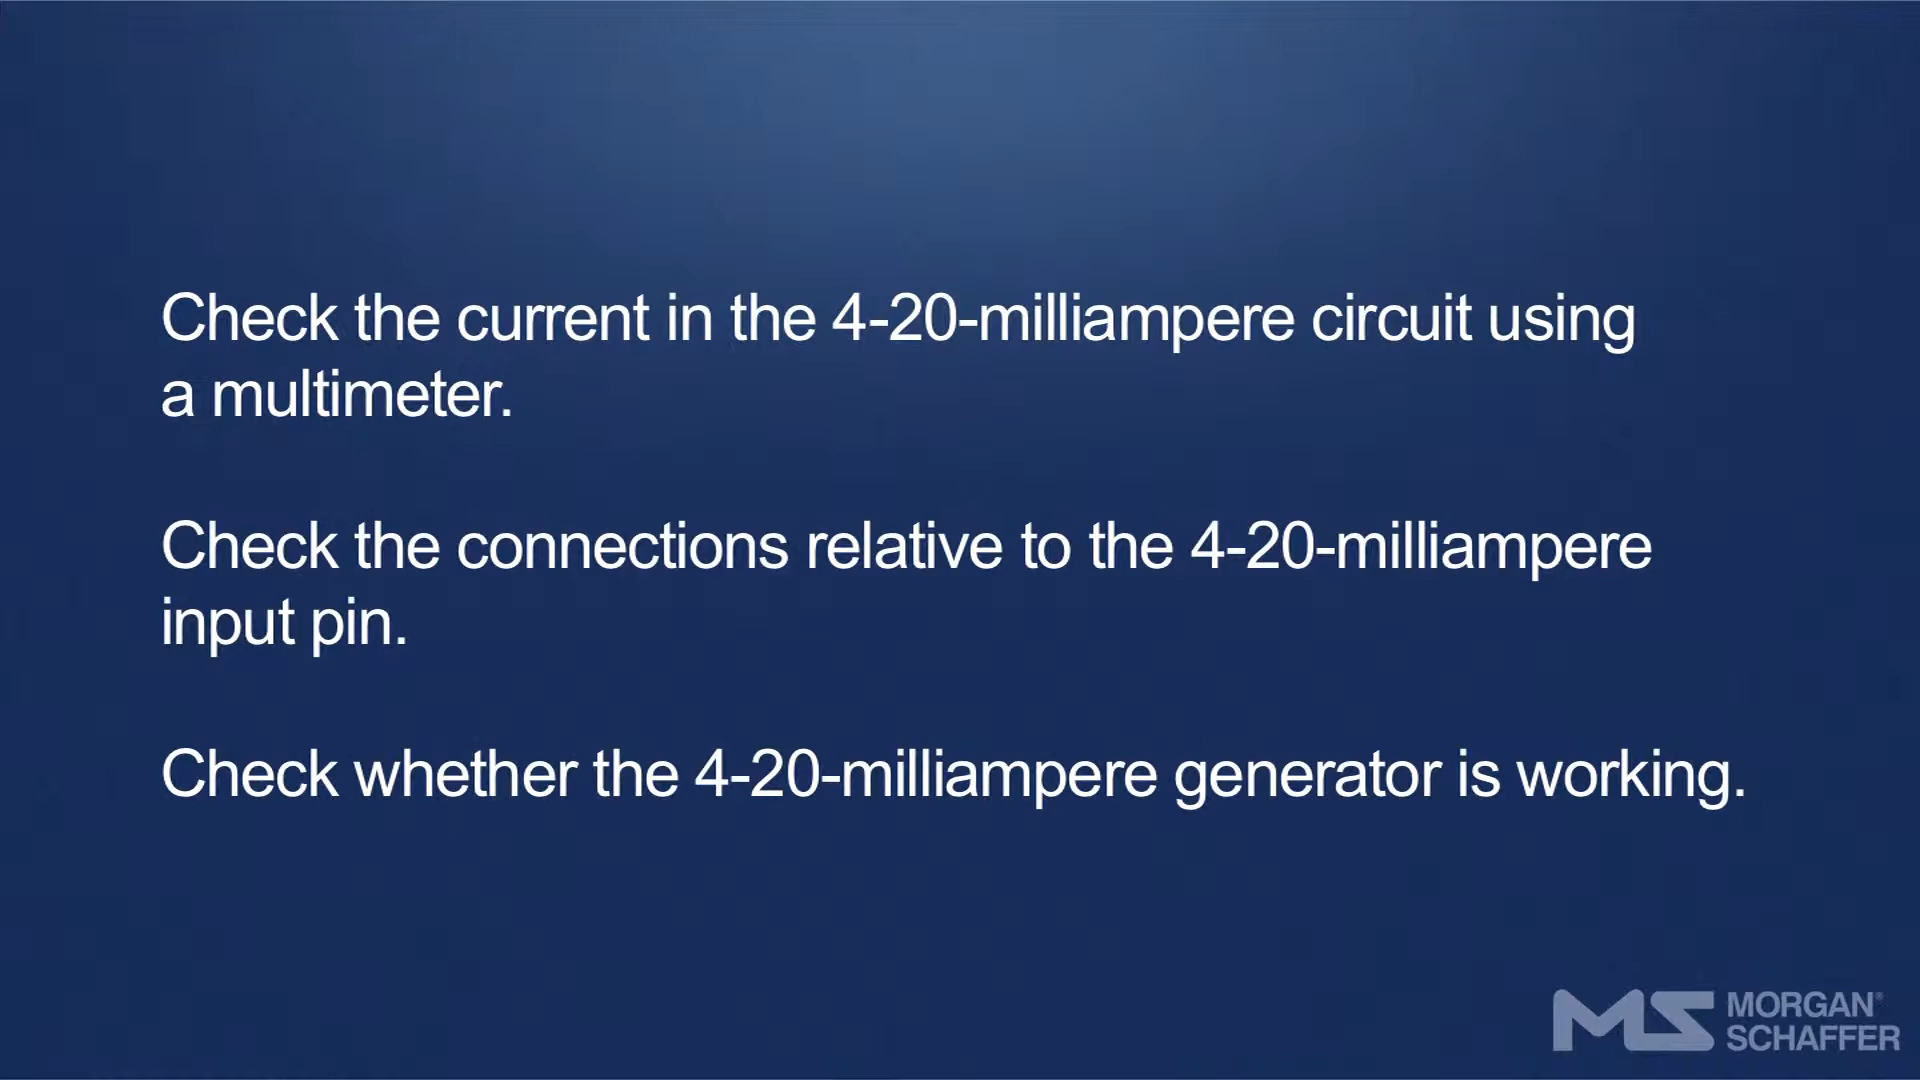 Check the current in the 4-20-milliampere circuit using
a multimeter.
Check the connections relative to the 4-20-milliampere
input pin.
Check whether the 4-20-milliampere generator is working.
MS MORGAN®
SCHAFFER